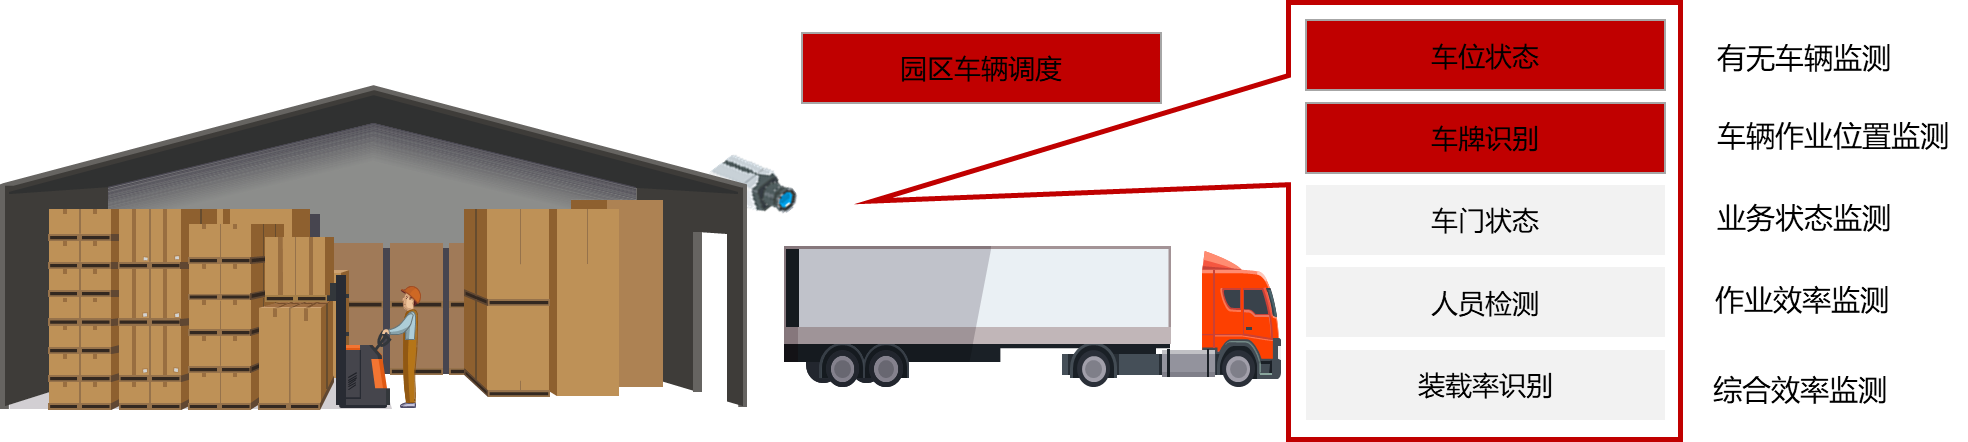 园区车辆调度
车位状态
有无车辆监测
车牌识别
车辆作业位置监测
车门状态
业务状态监测
人员检测
作业效率监测
装载率识别
综合效率监测